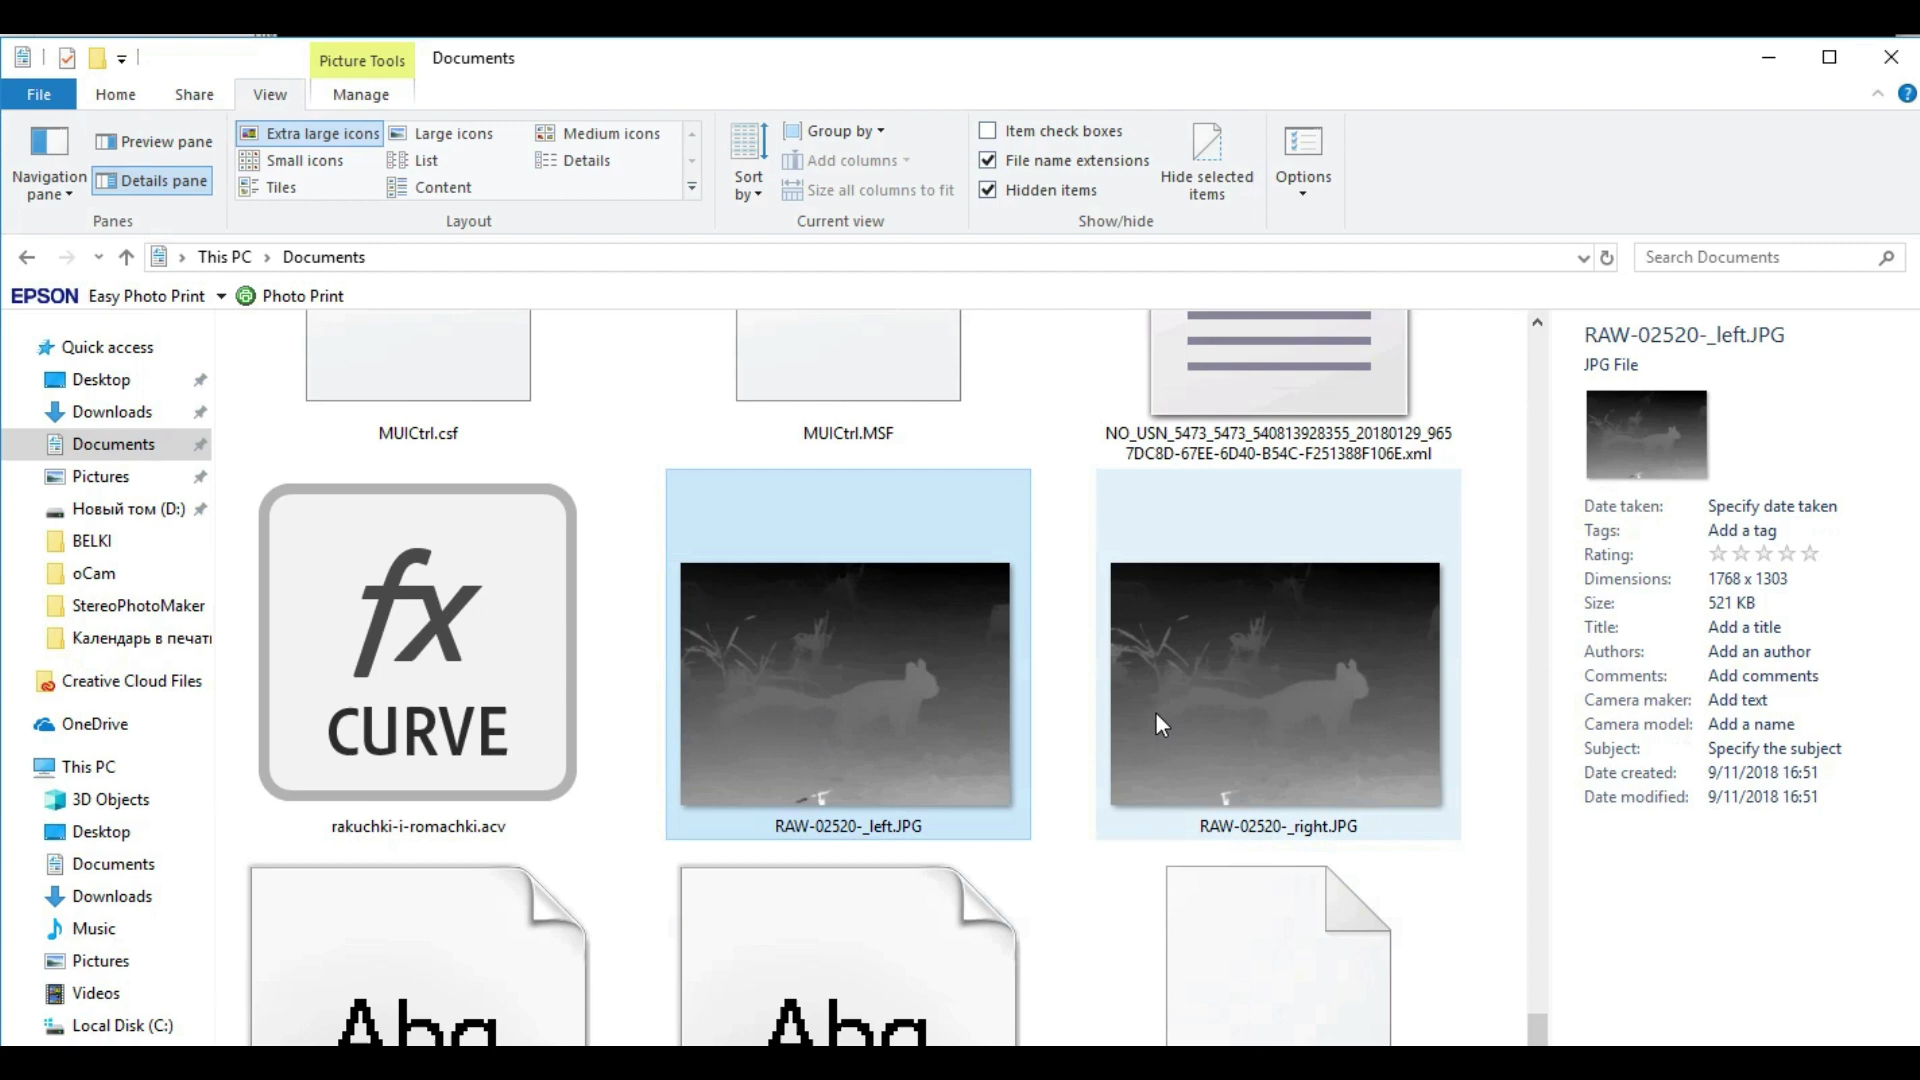 Picture Tools
Documents
File
Home
Share
View
Manage
Navigation pane
Preview pane
Details pane
Panes
Extra large icons
Large icons
Medium icons
Small icons
List
Details
Tiles
Content
Layout
Sort by
Group by
Add columns
Size all columns to fit
Current view
Item check boxes
File name extensions
Hidden items
Hide selected items
Show/hide
Options
This PC
Documents
Search Documents
EPSON Easy Photo Print
Photo Print
Quick access
Desktop
Downloads
Documents
Pictures
Новый том (D:)
BELKI
oCam
StereoPhotoMaker
Календарь в печати
Creative Cloud Files
OneDrive
This PC
3D Objects
Desktop
Documents
Downloads
Music
Pictures
Videos
Local Disk (C:)
MUICtrl.csf
MUICtrl.MSF
NO_USN_5473_5473_540813928355_20180129_965
7DC8D-67EE-6D40-B54C-F251388F106E.xml
fx
CURVE
rakuchki-i-romachki.acv
RAW-02520-_left.JPG
RAW-02520-_right.JPG
Abg
Abg
RAW-02520-_left.JPG
JPG File
Date taken: Specify date taken
Tags: Add a tag
Rating:
Dimensions: 1768 x 1303
Size: 521 KB
Title: Add a title
Authors: Add an author
Comments: Add comments
Camera maker: Add text
Camera model: Add a name
Subject: Specify the subject
Date created: 9/11/2018 16:51
Date modified: 9/11/2018 16:51